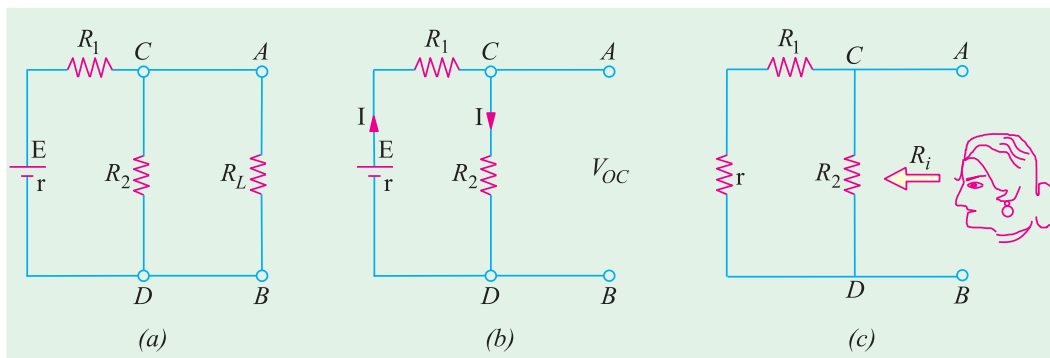 R1 C A
E
r
R2
RL
D B
(a)
R1 C A
I I
E
r
R2
VOC
D B
(b)
R1 C A
r
R2
Ri
D B
(c)